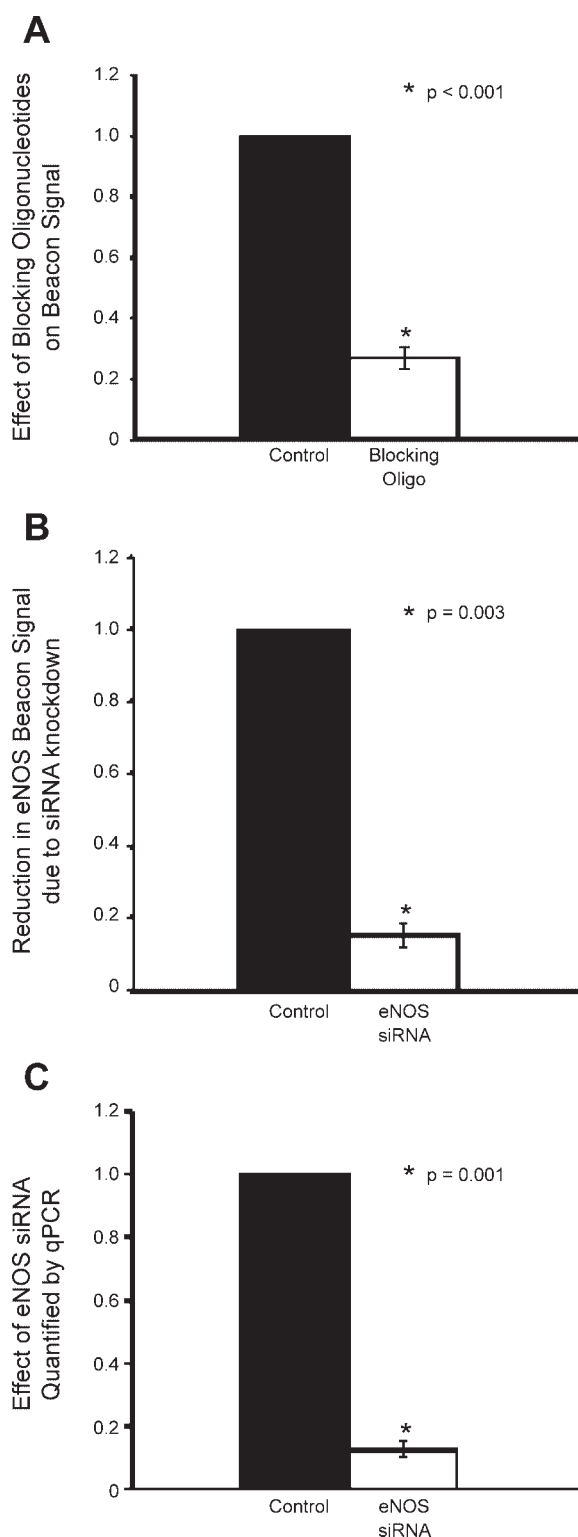 A
Effect of Blocking Oligonucleotides
on Beacon Signal
1.2
1.0
0.8
0.6
0.4
0.2
0
* p < 0.001
*
Control
Blocking
Oligo
B
Reduction in eNOS Beacon Signal
due to siRNA knockdown
1.2
1.0
0.8
0.6
0.4
0.2
0
* p = 0.003
*
Control
eNOS
siRNA
C
Effect of eNOS siRNA
Quantified by qPCR
1.2
1.0
0.8
0.6
0.4
0.2
0
* p = 0.001
*
Control
eNOS
siRNA